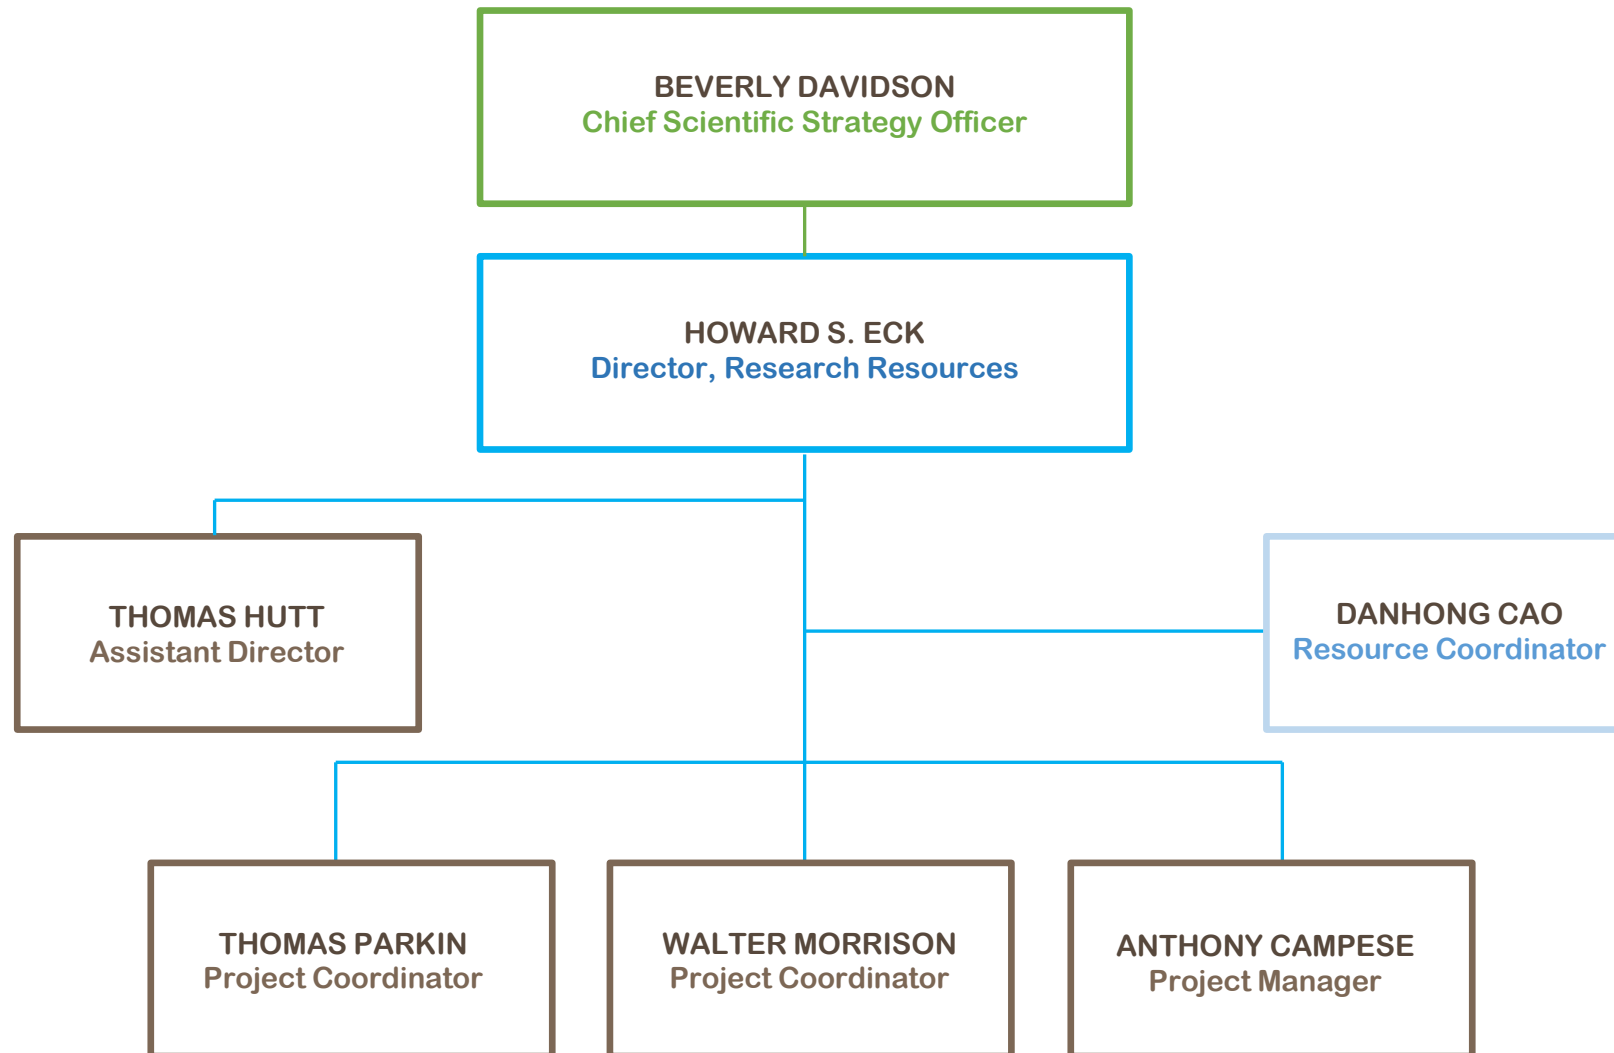 BEVERLY DAVIDSON
Chief Scientific Strategy Officer
HOWARD S. ECK
Director, Research Resources
THOMAS HUTT
Assistant Director
DANHONG CAO
Resource Coordinator
THOMAS PARKIN
Project Coordinator
WALTER MORRISON
Project Coordinator
ANTHONY CAMPESE
Project Manager